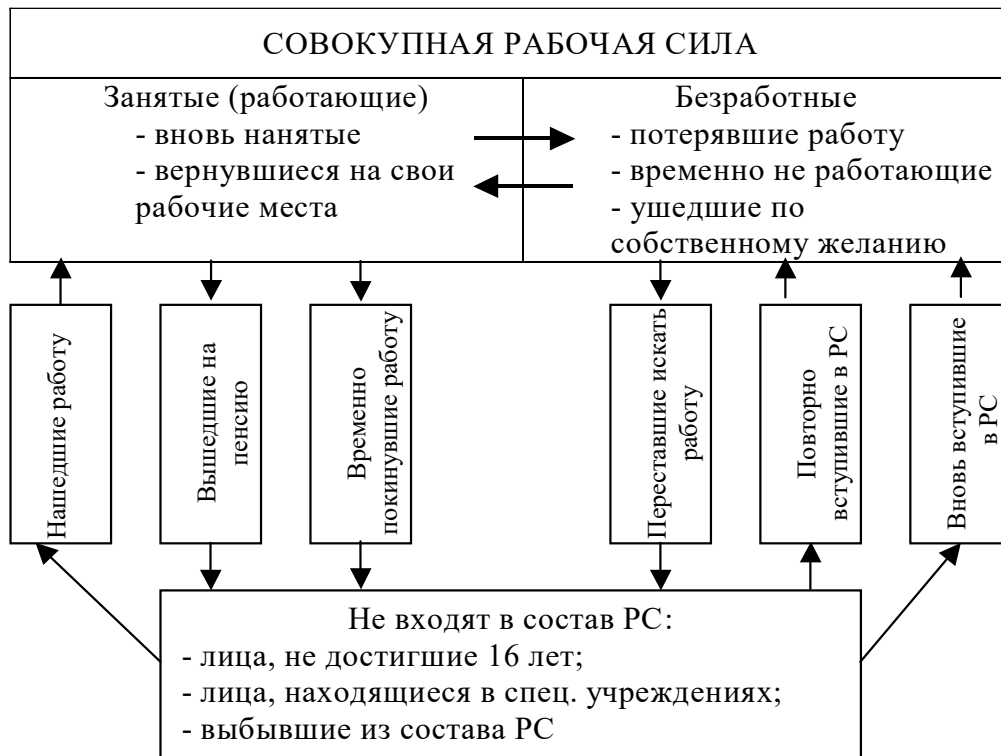 СОВОКУПНАЯ РАБОЧАЯ СИЛА
Занятые (работающие)
- вновь нанятые
- вернувшиеся на свои
рабочие места
Безработные
- потерявшие работу
- временно не работающие
- ушедшие по
собственному желанию
Нашедшие работу
Вышедшие на
пенсию
Временно
покинувшие работу
Переставшие искать
работу
Повторно
вступившие в РС
Вновь вступившие
в РС
Не входят в состав РС:
- лица, не достигшие 16 лет;
- лица, находящиеся в спец. учреждениях;
- выбывшие из состава РС